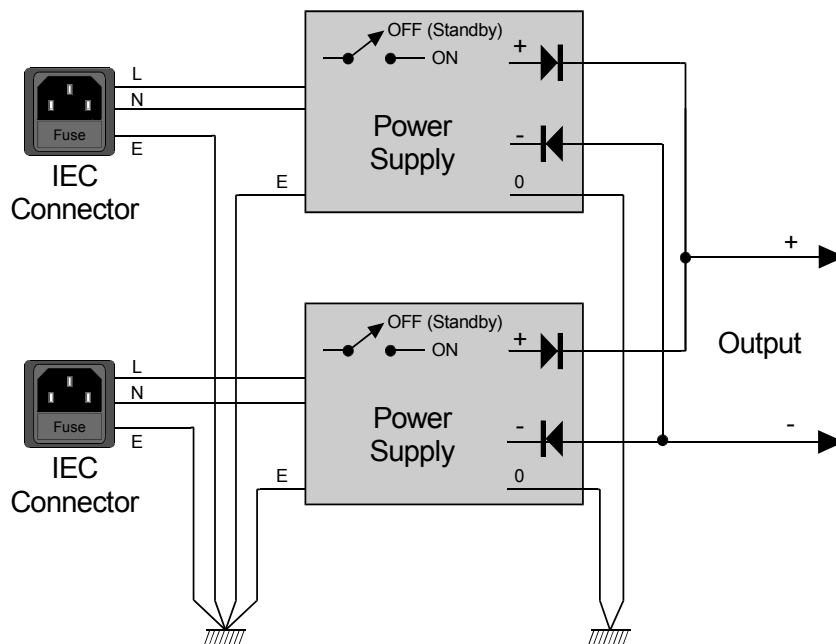 OFF (Standby)
ON
+
-
0
Power
Supply
L
N
E
Fuse
IEC
Connector
E
+
Output
-
OFF (Standby)
ON
+
-
0
Power
Supply
L
N
E
Fuse
IEC
Connector
E